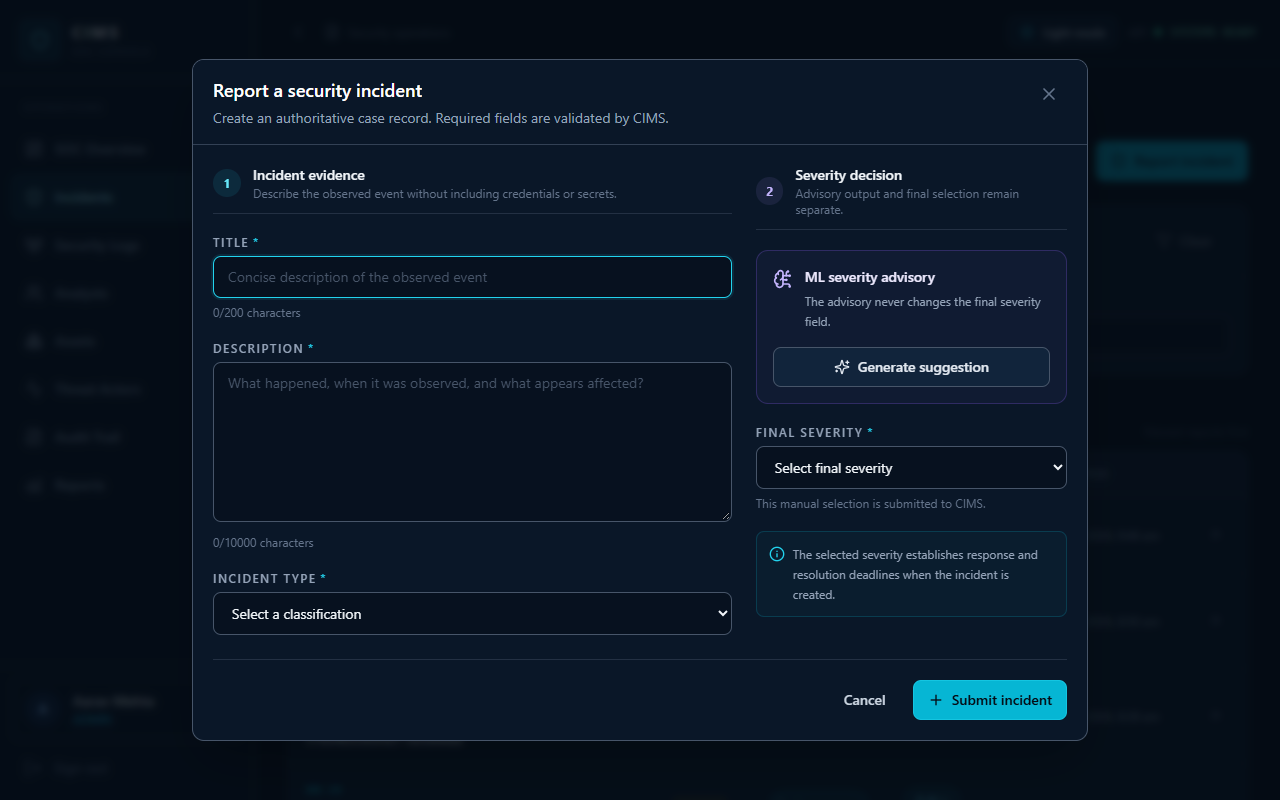 Report a security incident
Create an authoritative case record. Required fields are validated by CIMS.
1
Incident evidence
Describe the observed event without including credentials or secrets.
TITLE *
Concise description of the observed event
0/200 characters
DESCRIPTION *
What happened, when it was observed, and what appears affected?
0/10000 characters
INCIDENT TYPE *
Select a classification
2
Severity decision
Advisory output and final selection remain
separate.
ML severity advisory
The advisory never changes the final severity
field.
Generate suggestion
FINAL SEVERITY *
Select final severity
This manual selection is submitted to CIMS.
The selected severity establishes response and
resolution deadlines when the incident is
created.
Cancel
+ Submit incident